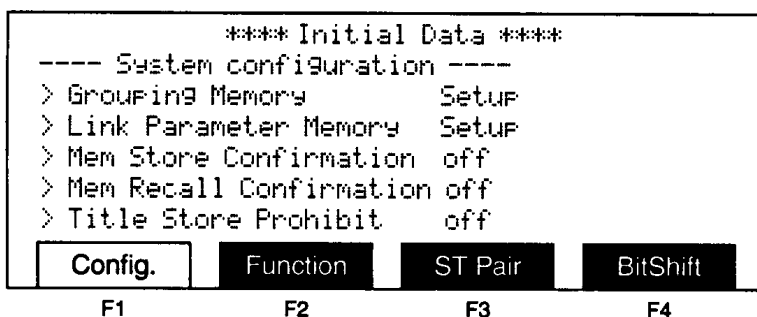 **** Initial Data ****
---- System configuration ----
> Grouping Memory Setup
> Link Parameter Memory Setup
> Mem Store Confirmation off
> Mem Recall Confirmation off
> Title Store Prohibit off
Config. Function ST Pair BitShift
F1 F2 F3 F4